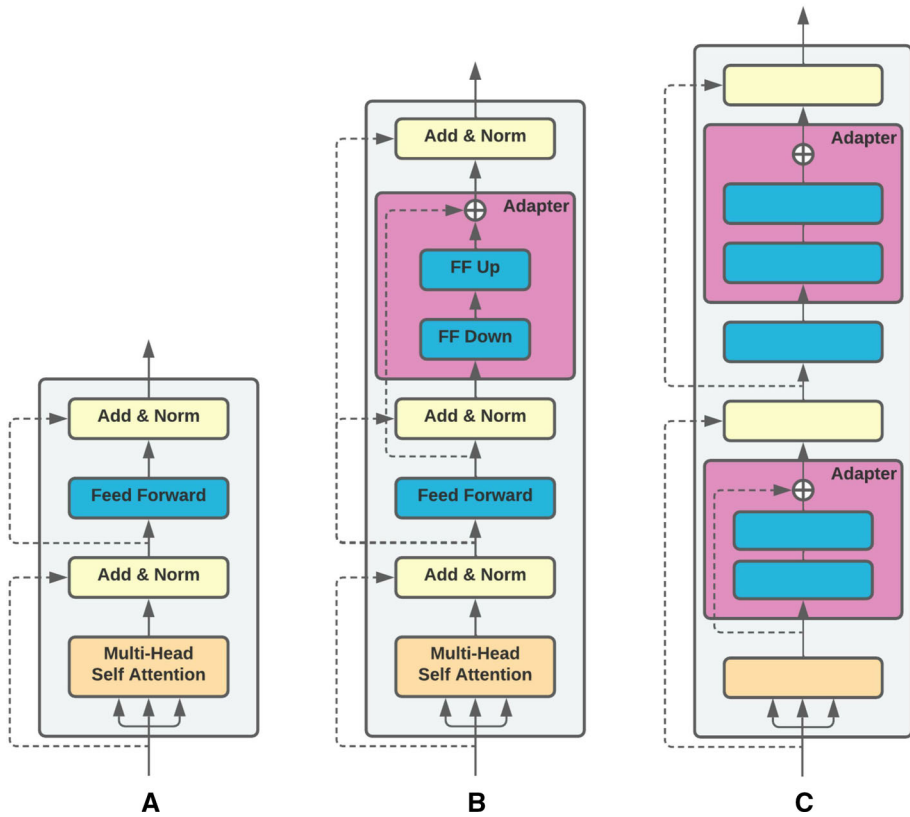 Add & Norm
Feed Forward
Add & Norm
Multi-Head
Self Attention
A
Add & Norm
Adapter
FF Up
FF Down
Add & Norm
Feed Forward
Add & Norm
Multi-Head
Self Attention
B
Adapter
Adapter
C